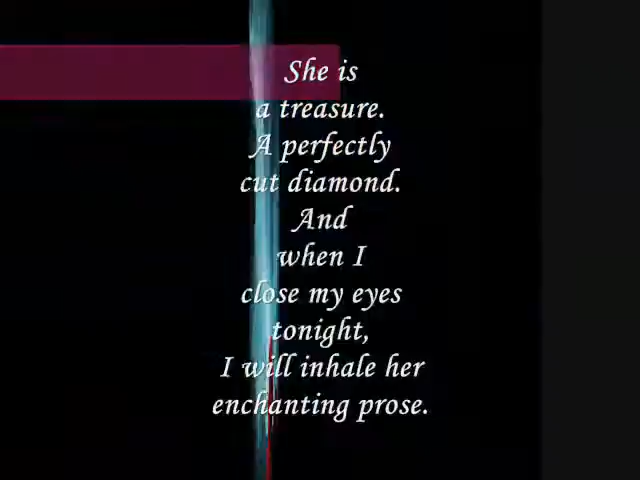 She is
a treasure.
A perfectly
cut diamond.
And
when I
close my eyes
tonight,
I will inhale her
enchanting prose.